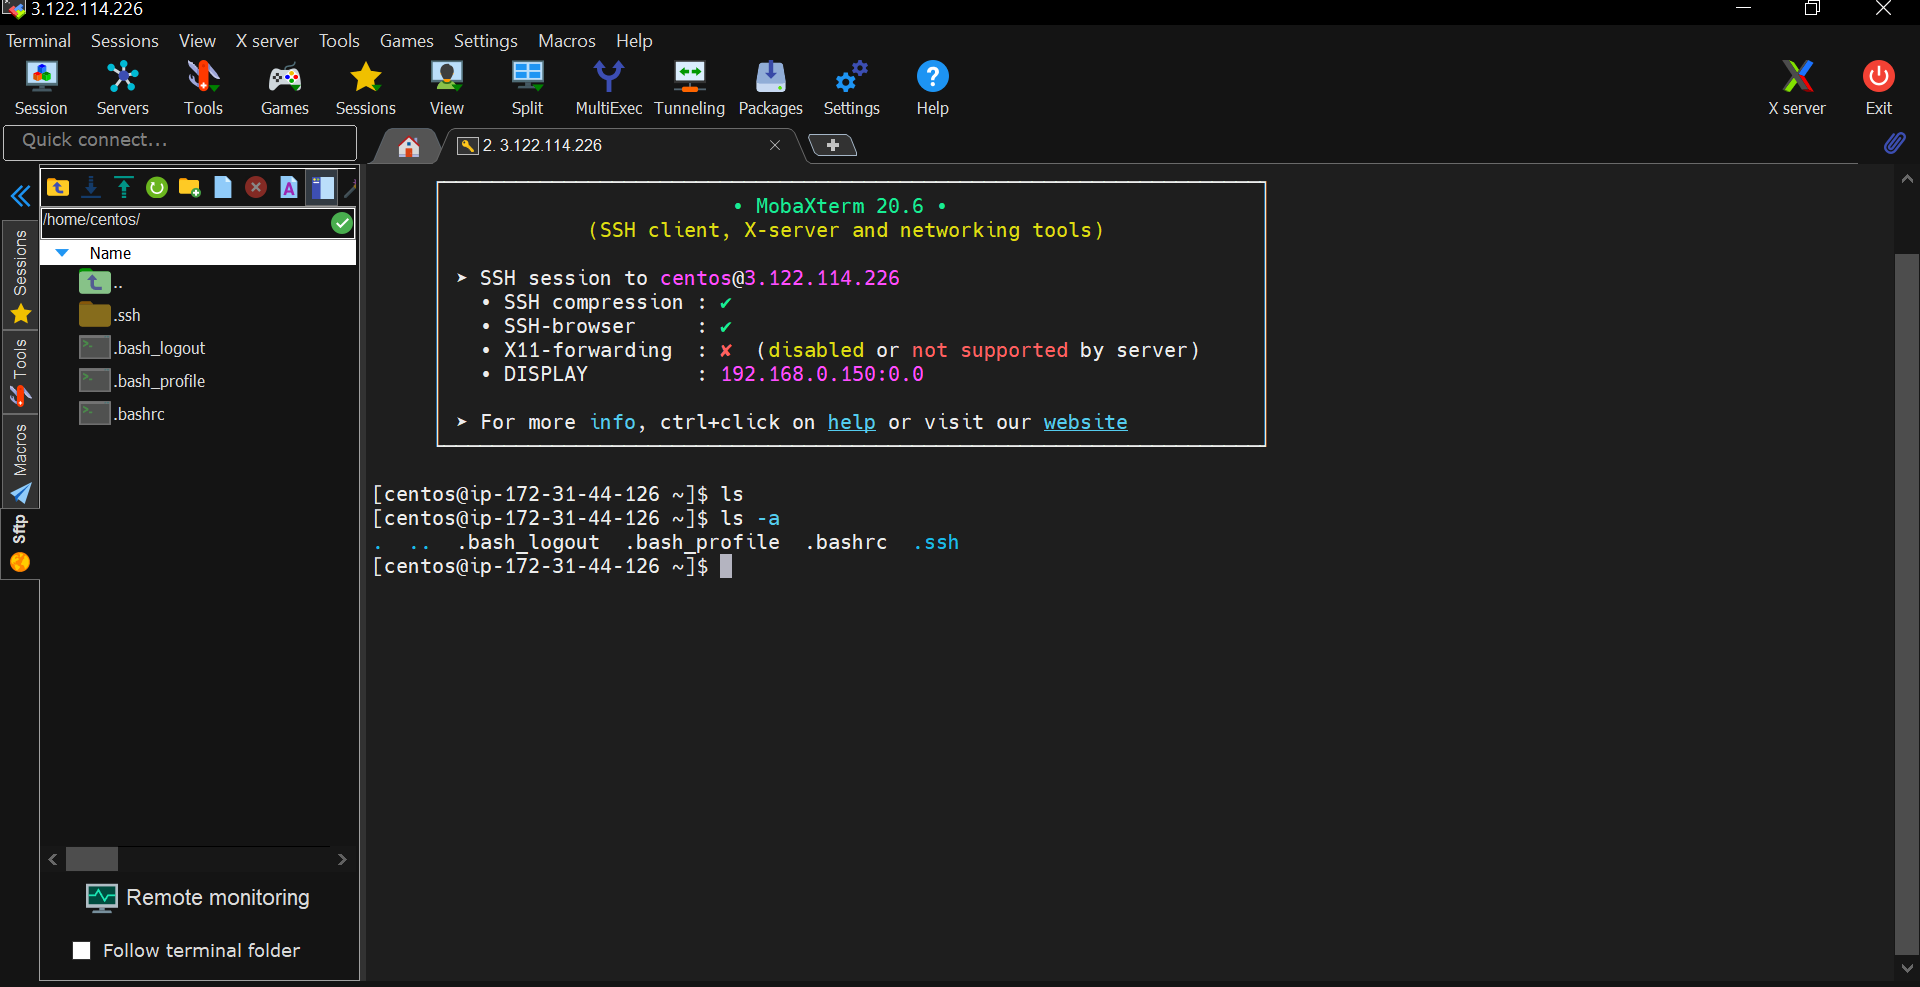 3.122.114.226
Terminal Sessions View X server Tools Games Settings Macros Help
Session Servers Tools Games Sessions View Split MultiExec Tunneling Packages Settings Help X server Exit
Quick connect...
2. 3.122.114.226
/home/centos/
Name
..
.ssh
.bash_logout
.bash_profile
.bashrc
Sessions
Tools
Macros
Sftp
Remote monitoring
Follow terminal folder
• MobaXterm 20.6 •
(SSH client, X-server and networking tools)
➤ SSH session to centos@3.122.114.226
• SSH compression : ✔
• SSH-browser : ✔
• X11-forwarding : ✘ (disabled or not supported by server)
• DISPLAY : 192.168.0.150:0.0
➤ For more info, ctrl+click on help or visit our website
[centos@ip-172-31-44-126 ~]$ ls
[centos@ip-172-31-44-126 ~]$ ls -a
. .. .bash_logout .bash_profile .bashrc .ssh
[centos@ip-172-31-44-126 ~]$